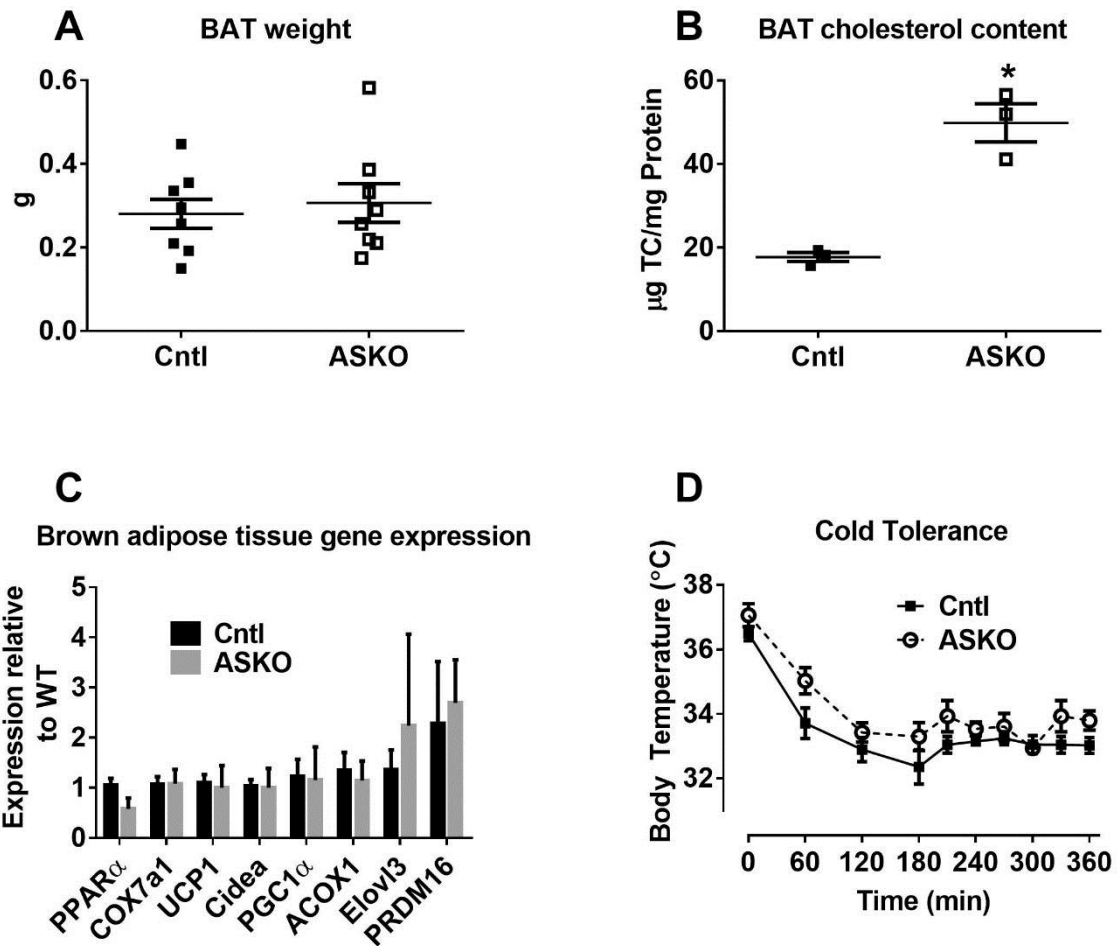 A
BAT weight
g
0.6
0.4
0.2
0.0
Cntl
ASKO
B
BAT cholesterol content
µg TC/mg Protein
60
40
20
0
*
Cntl
ASKO
C
Brown adipose tissue gene expression
Expression relative
to WT
5
4
3
2
1
0
Cntl
ASKO
PPARα
COX7a1
UCP1
Cidea
PGC1α
ACOX1
Elovl3
PRDM16
D
Cold Tolerance
Body Temperature (°C)
38
36
34
32
Cntl
ASKO
0 60 120 180 240 300 360
Time (min)